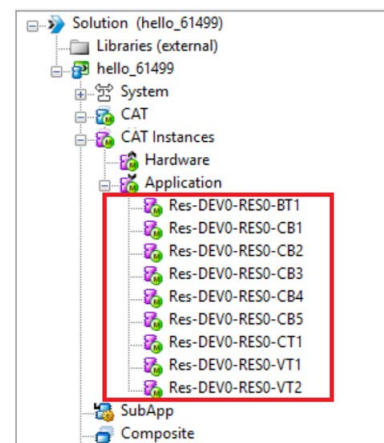 Solution (hello_61499)
Libraries (external)
hello_61499
System
CAT
CAT Instances
Hardware
Application
Res-DEV0-RES0-BT1
Res-DEV0-RES0-CB1
Res-DEV0-RES0-CB2
Res-DEV0-RES0-CB3
Res-DEV0-RES0-CB4
Res-DEV0-RES0-CB5
Res-DEV0-RES0-CT1
Res-DEV0-RES0-VT1
Res-DEV0-RES0-VT2
SubApp
Composite